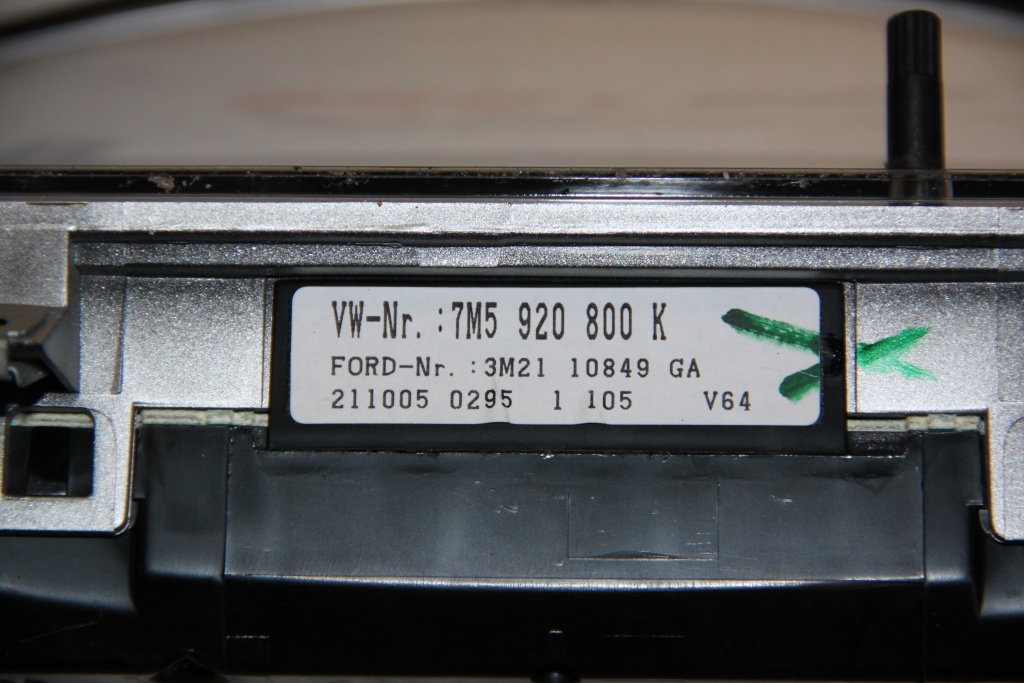 VW-Nr. :7M5 920 800 K
FORD-Nr. :3M21 10849 GA
211005 0295 1 105 V64